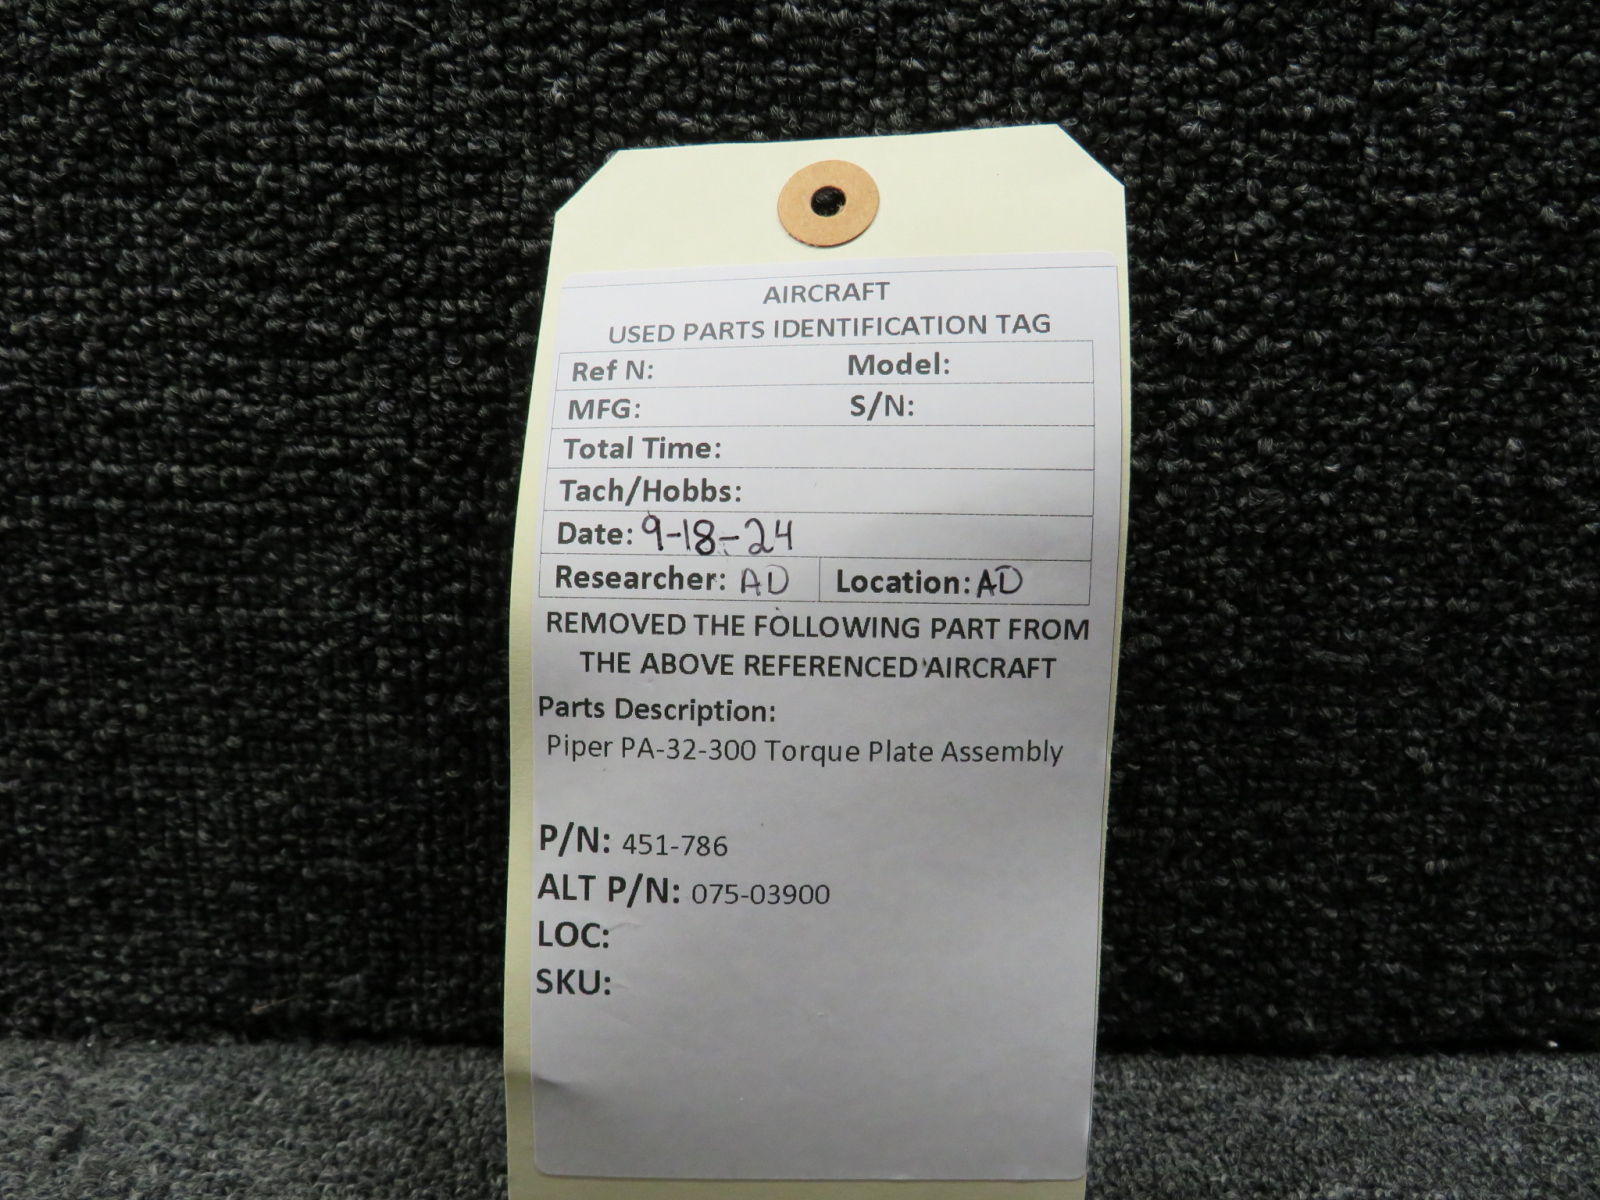 AIRCRAFT
USED PARTS IDENTIFICATION TAG
Ref N: Model:
MFG: S/N:
Total Time:
Tach/Hobbs:
Date: 9-18-24
Researcher: AD Location: AD
REMOVED THE FOLLOWING PART FROM
THE ABOVE REFERENCED AIRCRAFT
Parts Description:
Piper PA-32-300 Torque Plate Assembly
P/N: 451-786
ALT P/N: 075-03900
LOC:
SKU: